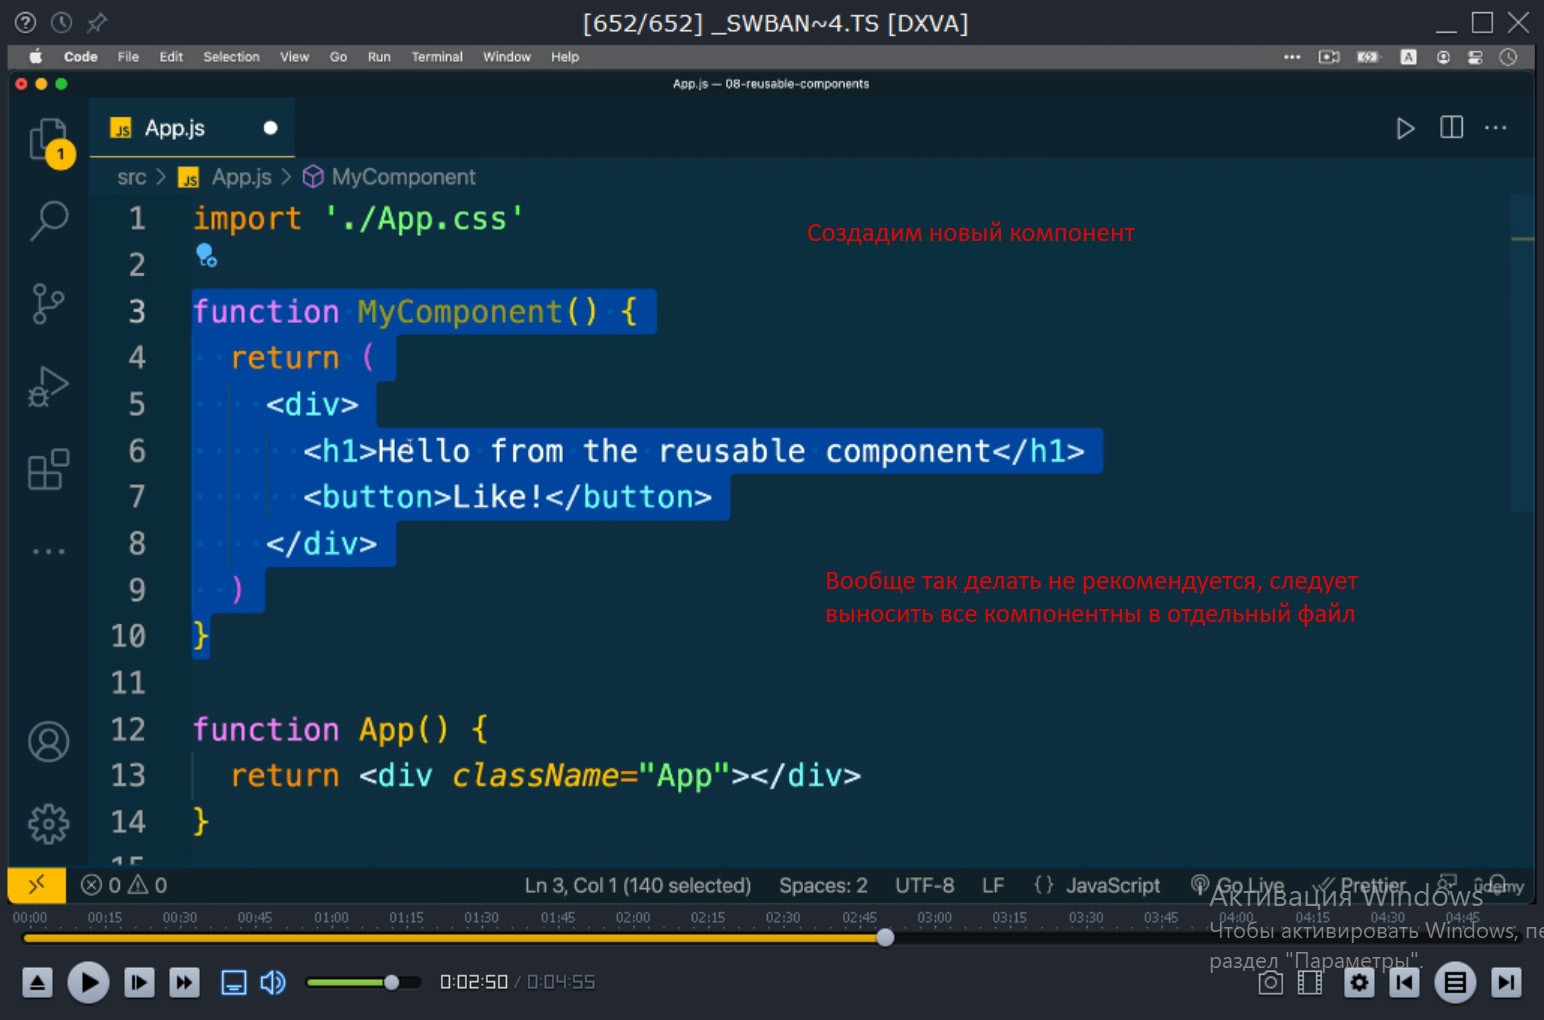 [652/652] _SWBAN~4.TS [DXVA]
Code File Edit Selection View Go Run Terminal Window Help
A
App.js — 08-reusable-components
JS App.js
1
src > JS App.js > MyComponent
1 import './App.css'
Создадим новый компонент
2
3 function MyComponent() {
4 return (
5 <div>
6 <h1>Hello from the reusable component</h1>
7 <button>Like!</button>
8 </div>
9 )
Вообще так делать не рекомендуется, следует
выносить все компонентны в отдельный файл
10 }
11
12 function App() {
13 return <div className="App"></div>
14 }
15
0 0 Ln 3, Col 1 (140 selected) Spaces: 2 UTF-8 LF {} JavaScript Go Live Prettier ûdemy
Активация Windows
00:00 00:15 00:30 00:45 01:00 01:15 01:30 01:45 02:00 02:15 02:30 02:45 03:00 03:15 03:30 03:45 04:00 04:15 04:30 04:45
Чтобы активировать Windows, пе
раздел "Параметры".
0:02:50 / 0:04:55